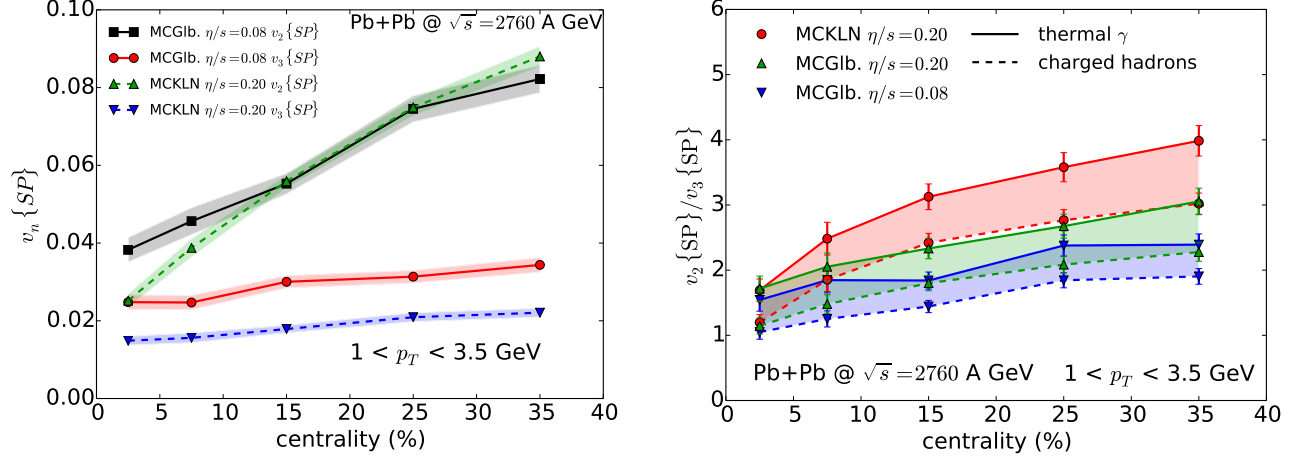 Pb+Pb @ √s =2760 A GeV
MCGlb. η/s=0.08 v₂{SP}
MCGlb. η/s=0.08 v₃{SP}
MCKLN η/s=0.20 v₂{SP}
MCKLN η/s=0.20 v₃{SP}
1 < p_T < 3.5 GeV
v_n{SP}
0.10
0.08
0.06
0.04
0.02
0.00
0 5 10 15 20 25 30 35 40
centrality (%)
MCKLN η/s=0.20
MCGlb. η/s=0.20
MCGlb. η/s=0.08
thermal γ
charged hadrons
Pb+Pb @ √s =2760 A GeV
1 < p_T < 3.5 GeV
v₂{SP}/v₃{SP}
6
5
4
3
2
1
0
0 5 10 15 20 25 30 35 40
centrality (%)